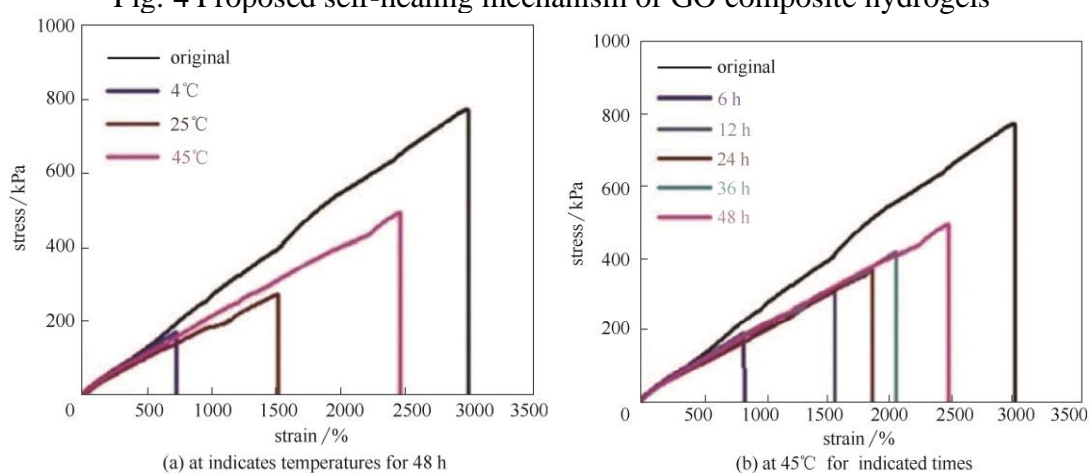 Fig. 4 Proposed self-healing mechanism of GO composite hydrogels
1000
800
600
400
200
0
500
1000
1500
2000
2500
3000
3500
stress / kPa
strain /%
original
4℃
25℃
45℃
(a) at indicates temperatures for 48 h
1000
800
600
400
200
0
500
1000
1500
2000
2500
3000
3500
stress / kPa
strain /%
original
6 h
12 h
24 h
36 h
48 h
(b) at 45℃ for indicated times